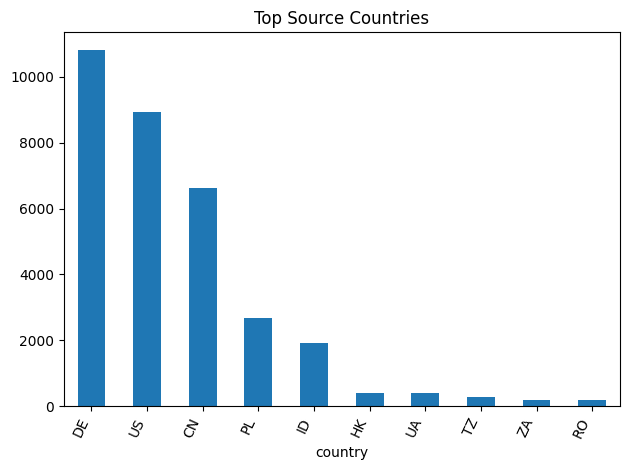 Top Source Countries
10000
8000
6000
4000
2000
0
DE
US
CN
PL
ID
HK
UA
TZ
ZA
RO
country